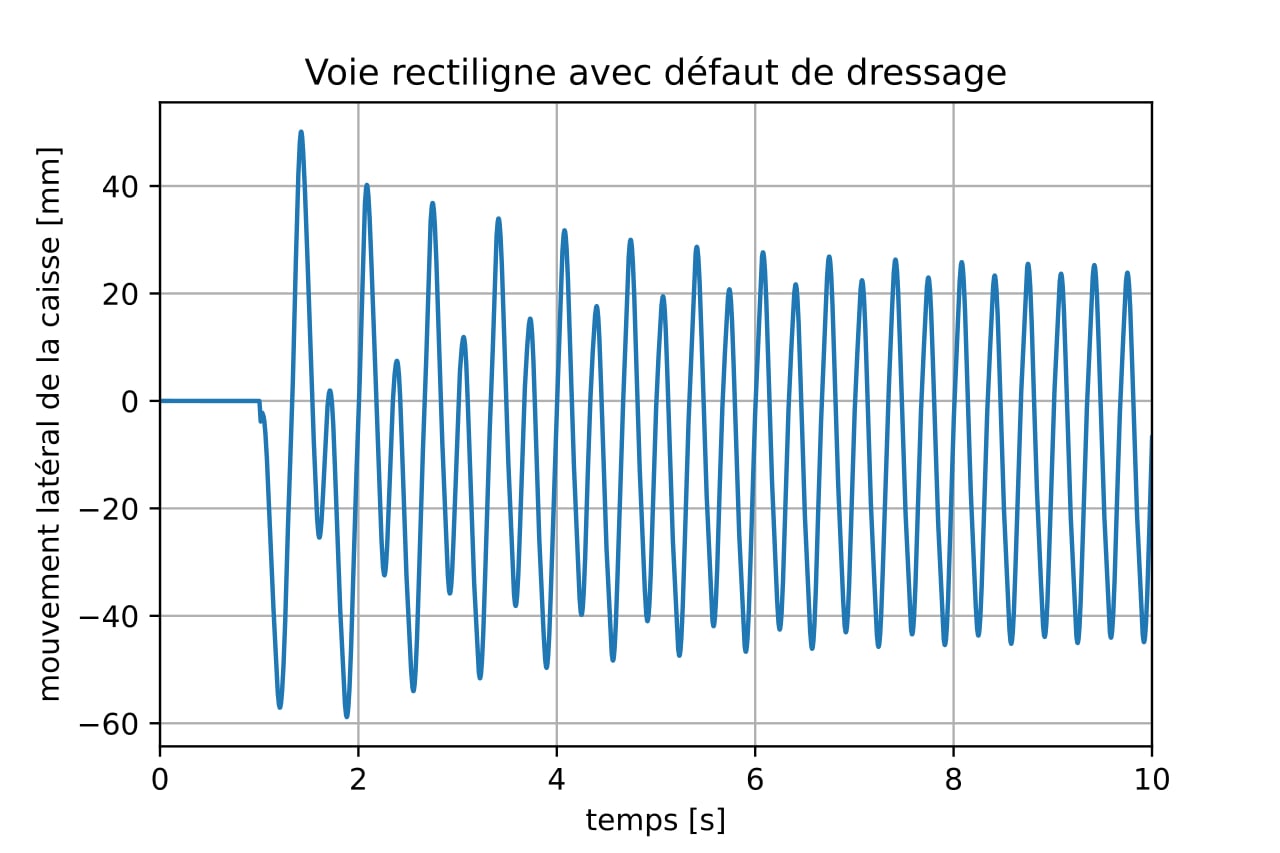 Voie rectiligne avec défaut de dressage
mouvement latéral de la caisse [mm]
40
20
0
−20
−40
−60
0 2 4 6 8 10
temps [s]